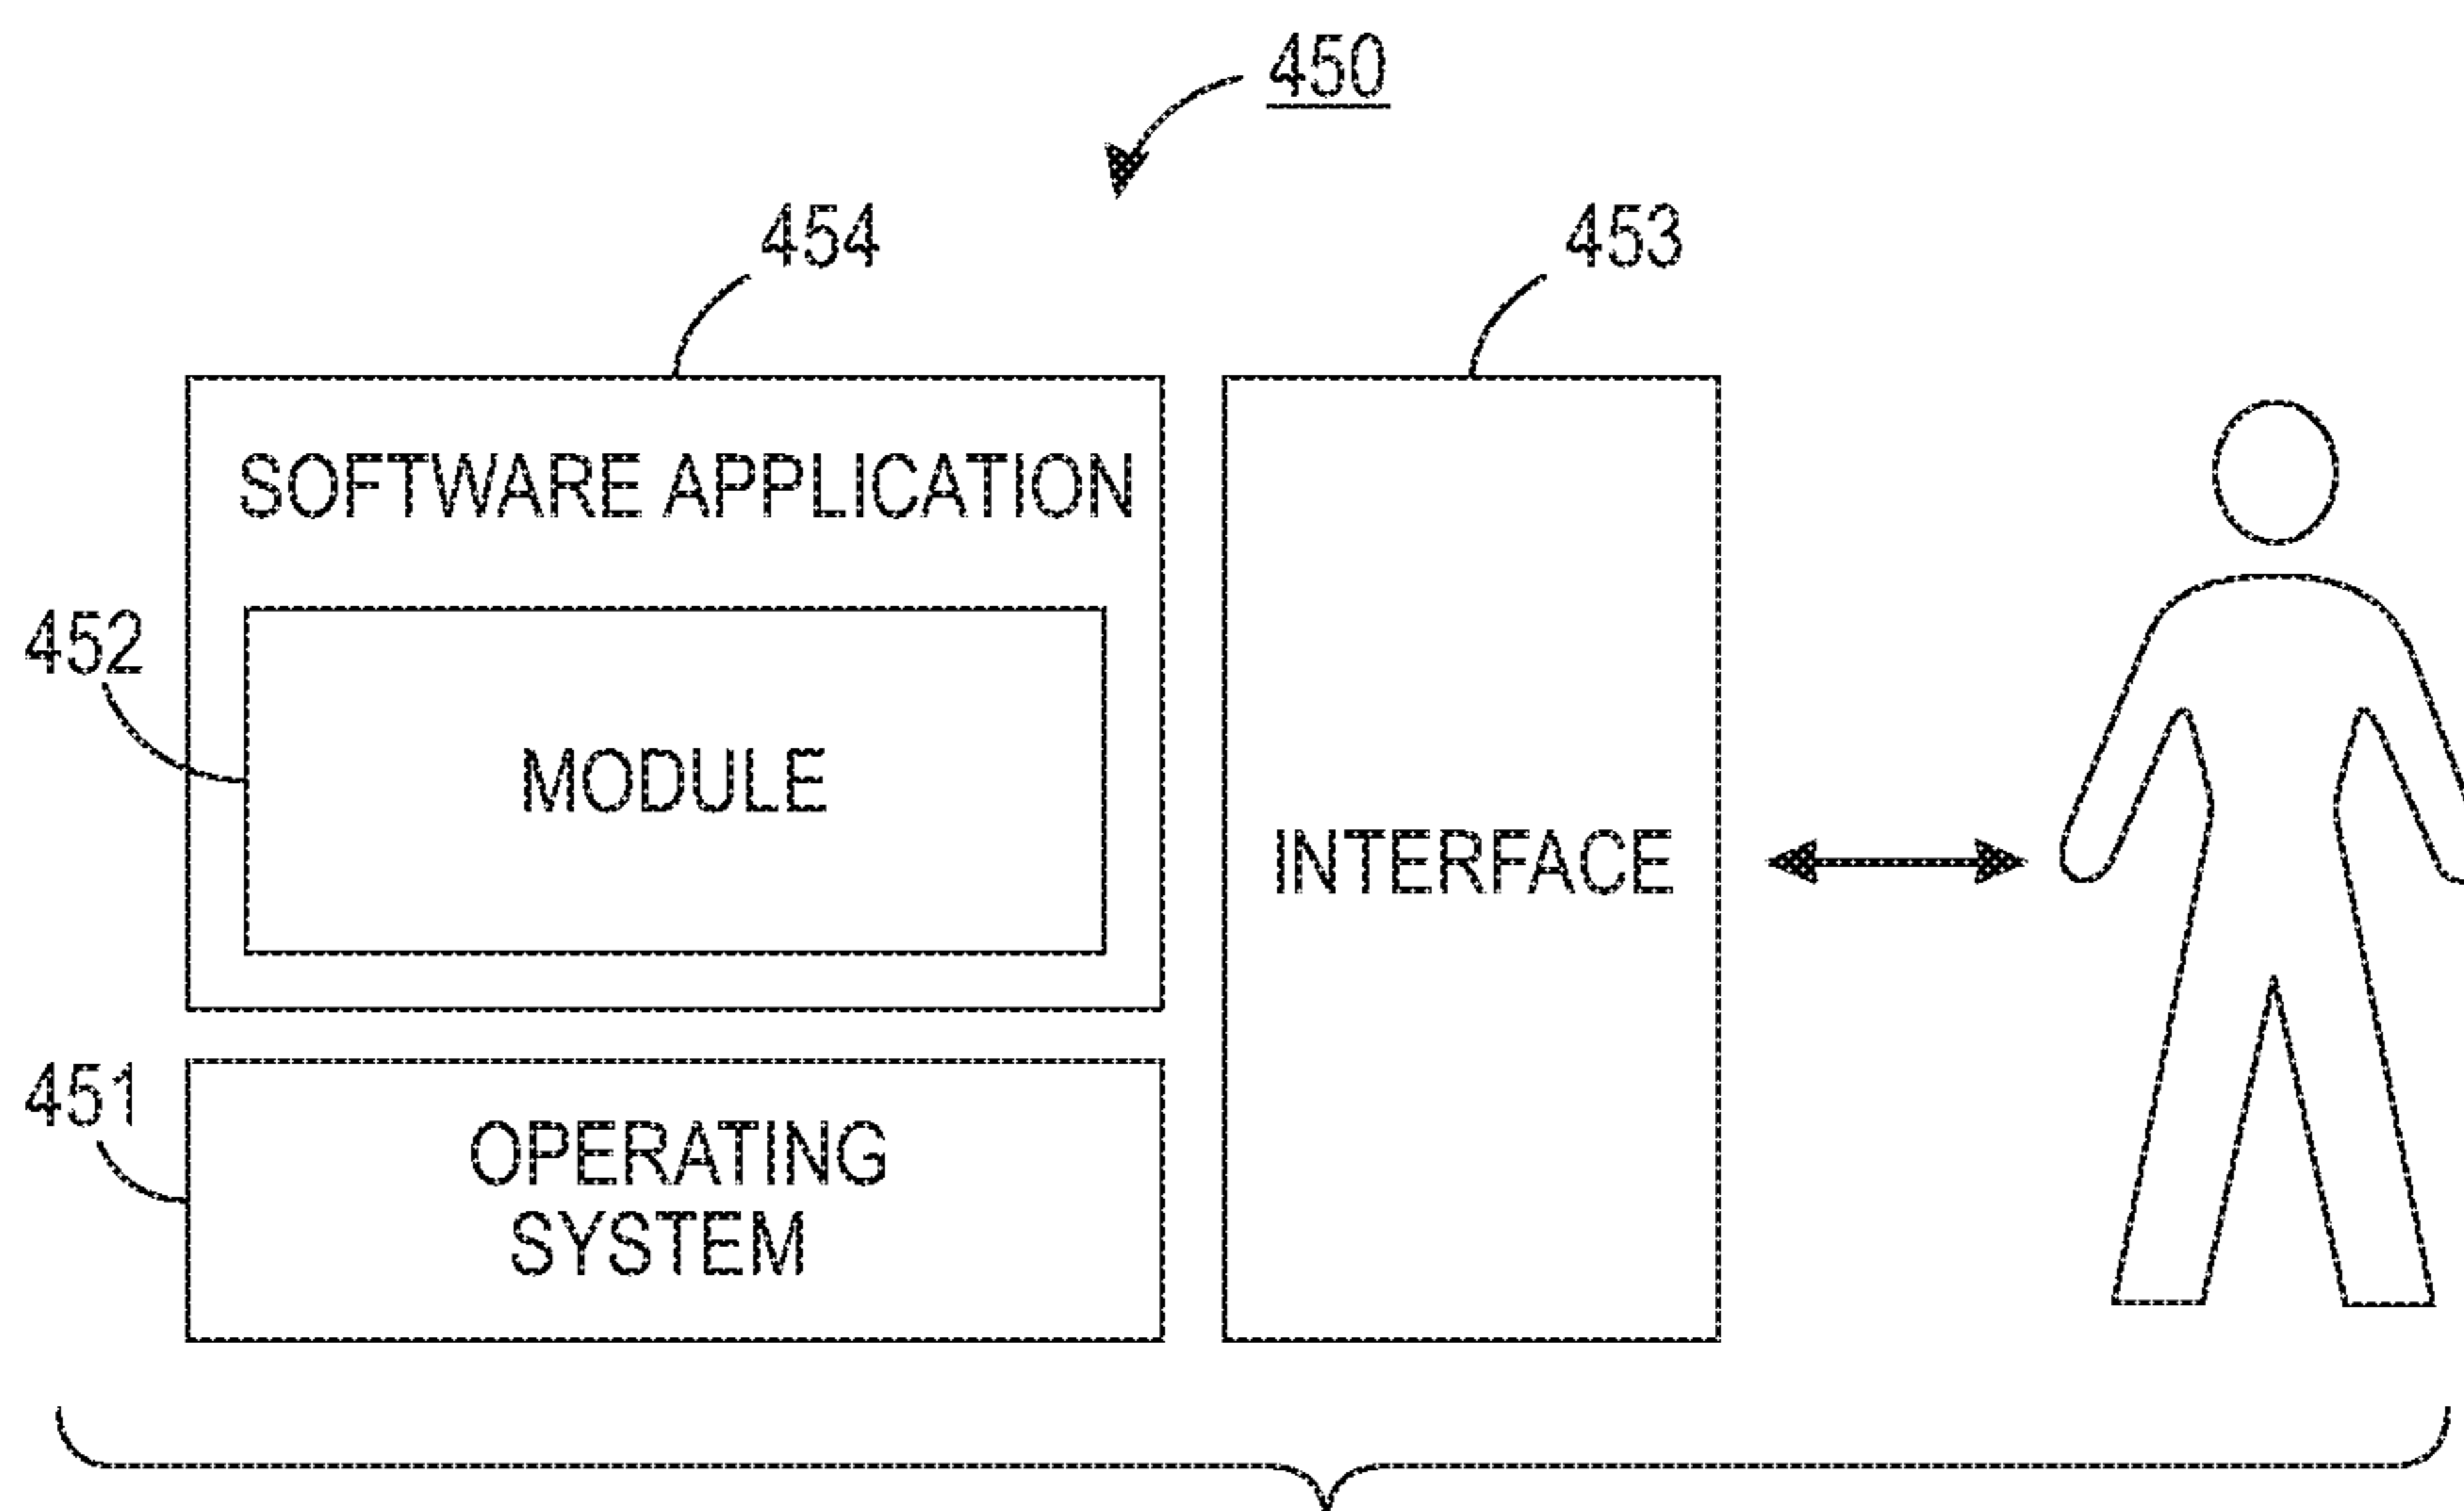 450
454
453
SOFTWARE APPLICATION
452
MODULE
INTERFACE
451
OPERATING
SYSTEM